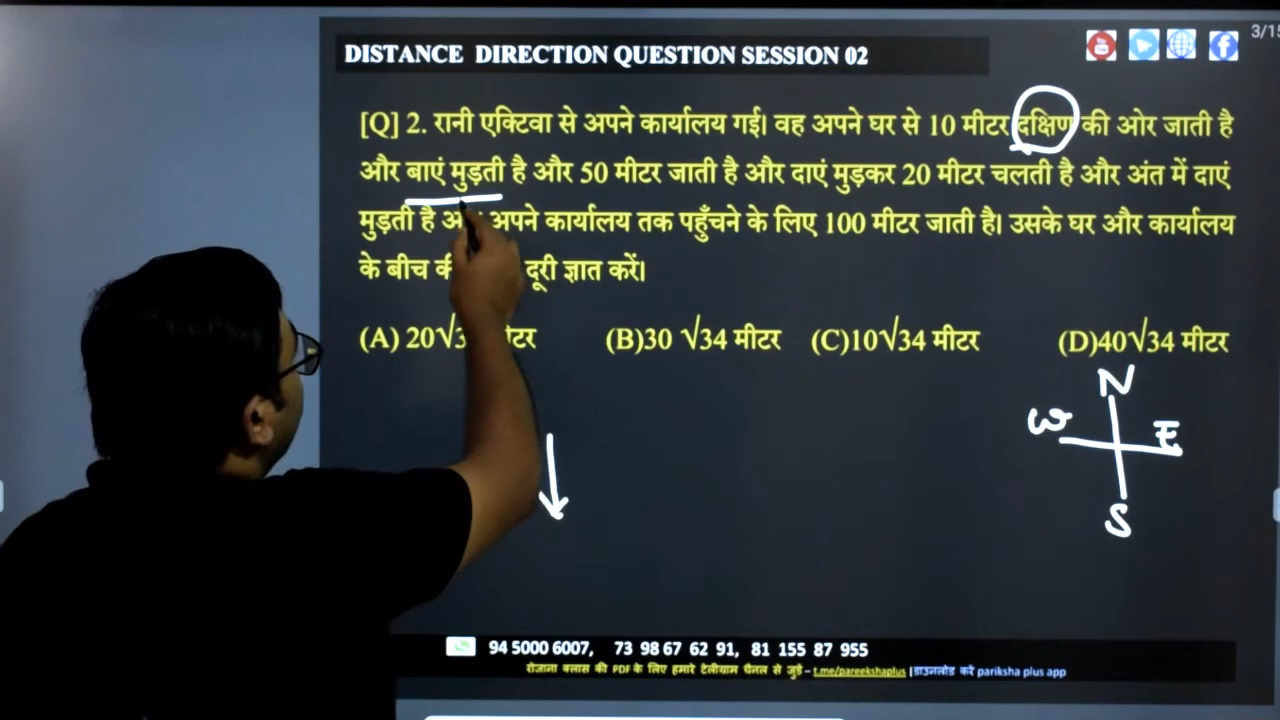 3/15
DISTANCE DIRECTION QUESTION SESSION 02
[Q] 2. रानी एक्टिवा से अपने कार्यालय गई। वह अपने घर से 10 मीटर दक्षिण की ओर जाती है
और बाएं मुड़ती है और 50 मीटर जाती है और दाएं मुड़कर 20 मीटर चलती है और अंत में दाएं
मुड़ती है अपने कार्यालय तक पहुँचने के लिए 100 मीटर जाती है। उसके घर और कार्यालय
के बीच दूरी ज्ञात करें।
(A) (B)30 √34 मीटर (C)10√34 मीटर (D)40√34 मीटर
N
W E
S
94 5000 6007, 73 98 67 62 91, 81 155 87 955
रोजाना क्लास की PDF के लिए हमारे टेलीग्राम चैनल से जुड़ें – t.me/pareekshaplus |डाउनलोड करें pariksha plus app